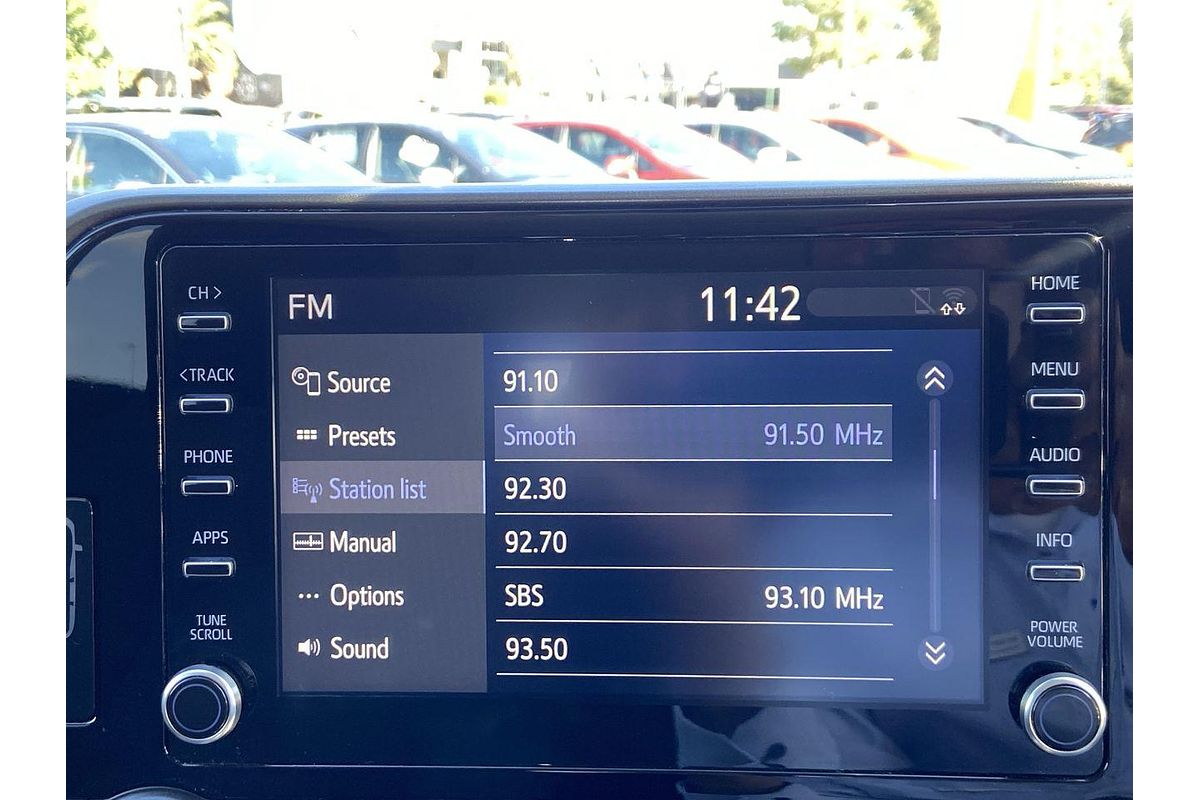 CH >
<TRACK
PHONE
APPS
TUNE
SCROLL
FM
11:42
Source
Presets
Station list
Manual
Options
Sound
91.10
Smooth 91.50 MHz
92.30
92.70
SBS 93.10 MHz
93.50
HOME
MENU
AUDIO
INFO
POWER
VOLUME